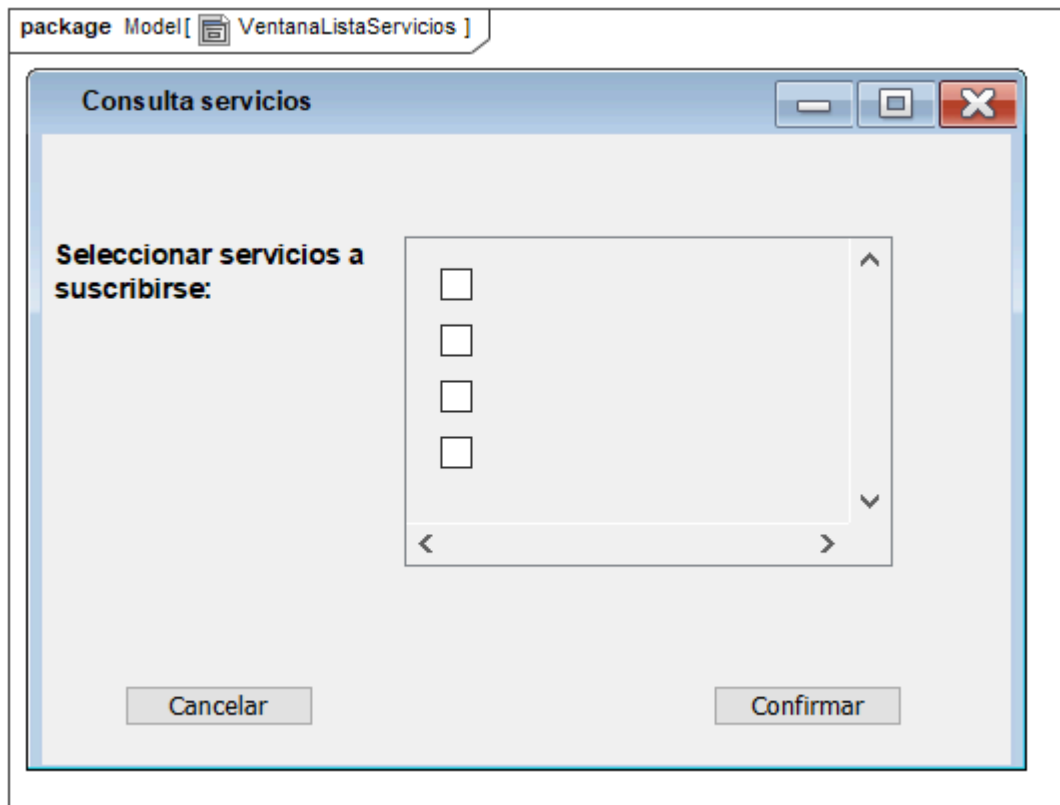 package Model[ VentanaListaServicios ]
Consulta servicios
Seleccionar servicios a
suscribirse:
Cancelar
Confirmar